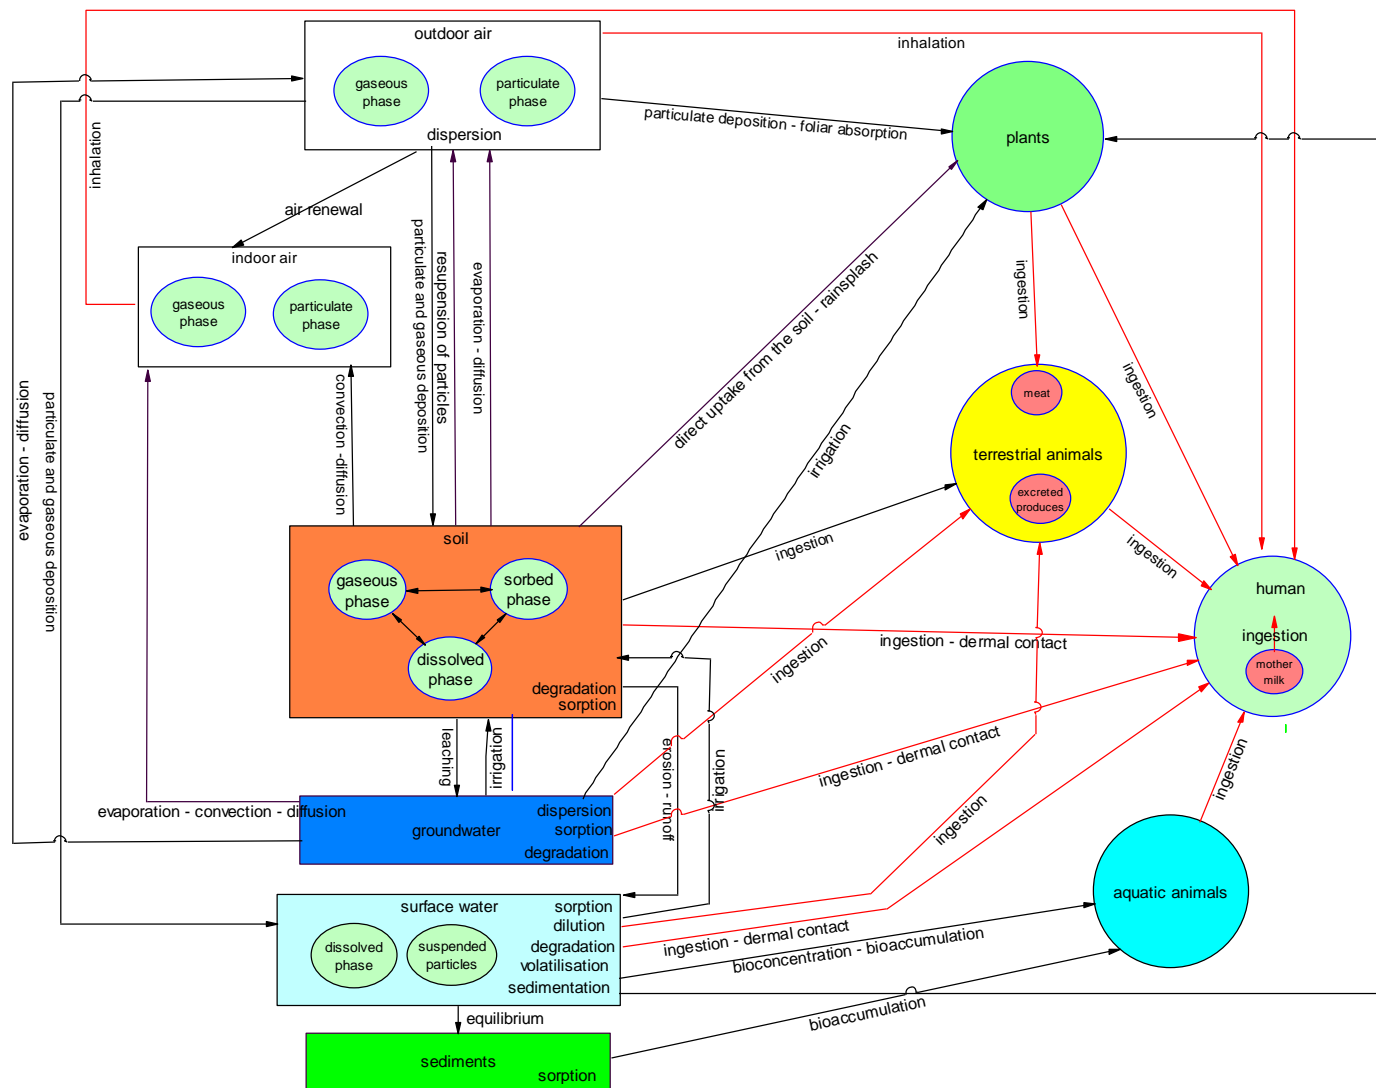 outdoor air
gaseous
phase
particulate
phase
dispersion
inhalation
inhalation
particulate deposition - foliar absorption
plants
air renewal
indoor air
gaseous
phase
particulate
phase
particulate and gaseous deposition
resupension of particles
evaporation - diffusion
convection -diffusion
direct uptake from the soil - rainsplash
irrigation
ingestion
ingestion
meat
terrestrial animals
excreted
produces
evaporation - diffusion
particulate and gaseous deposition
soil
gaseous
phase
sorbed
phase
dissolved
phase
degradation
sorption
ingestion
ingestion
ingestion
ingestion - dermal contact
human
ingestion
mother
milk
leaching
irrigation
erosion - runoff
irrigation
ingestion - dermal contact
ingestion
ingestion
evaporation - convection - diffusion
groundwater
dispersion
sorption
degradation
aquatic animals
surface water
dissolved
phase
suspended
particles
sorption
dilution
degradation
volatilisation
sedimentation
ingestion - dermal contact
bioconcentration - bioaccumulation
bioaccumulation
equilibrium
sediments
sorption